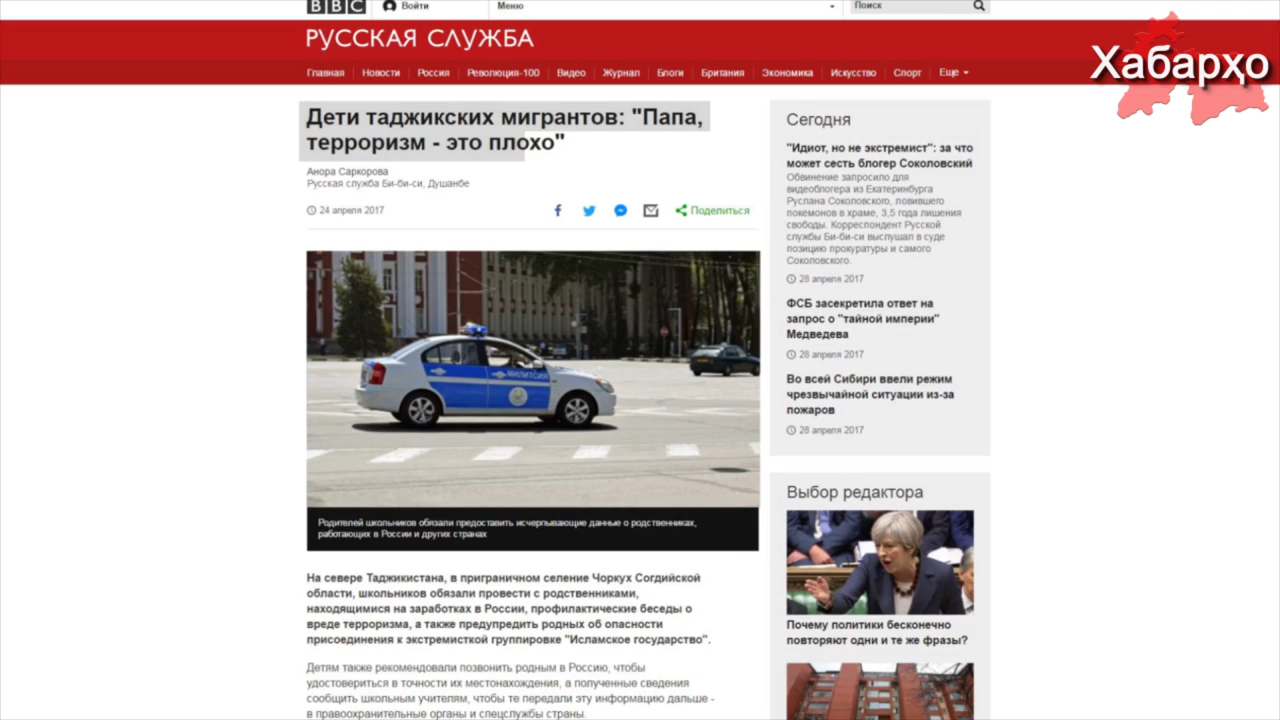 BBC Войти Меню Поиск
РУССКАЯ СЛУЖБА
Хабарҳо
Главная Новости Россия Революция-100 Видео Журнал Блоги Британия Экономика Искусство Спорт Еще
Дети таджикских мигрантов: "Папа,
терроризм - это плохо"
Анора Саркорова
Русская служба Би-би-си, Душанбе
24 апреля 2017
Поделиться
МИЛИТСИЯ
Родителей школьников обязали предоставить исчерпывающие данные о родственниках,
работающих в России и других странах
На севере Таджикистана, в приграничном селение Чоркух Согдийской
области, школьников обязали провести с родственниками,
находящимися на заработках в России, профилактические беседы о
вреде терроризма, а также предупредить родных об опасности
присоединения к экстремисткой группировке "Исламское государство".
Детям также рекомендовали позвонить родным в Россию, чтобы
удостовериться в точности их местонахождения, а полученные сведения
сообщить школьным учителям, чтобы те передали эту информацию дальше -
в правоохранительные органы и спецслужбы страны.
Сегодня
"Идиот, но не экстремист": за что
может сесть блогер Соколовский
Обвинение запросило для
видеоблогера из Екатеринбурга
Руслана Соколовского, ловившего
покемонов в храме, 3,5 года лишения
свободы. Корреспондент Русской
службы Би-би-си выслушал в суде
позицию прокуратуры и самого
Соколовского.
28 апреля 2017
ФСБ засекретила ответ на
запрос о "тайной империи"
Медведева
28 апреля 2017
Во всей Сибири ввели режим
чрезвычайной ситуации из-за
пожаров
28 апреля 2017
Выбор редактора
Почему политики бесконечно
повторяют одни и те же фразы?